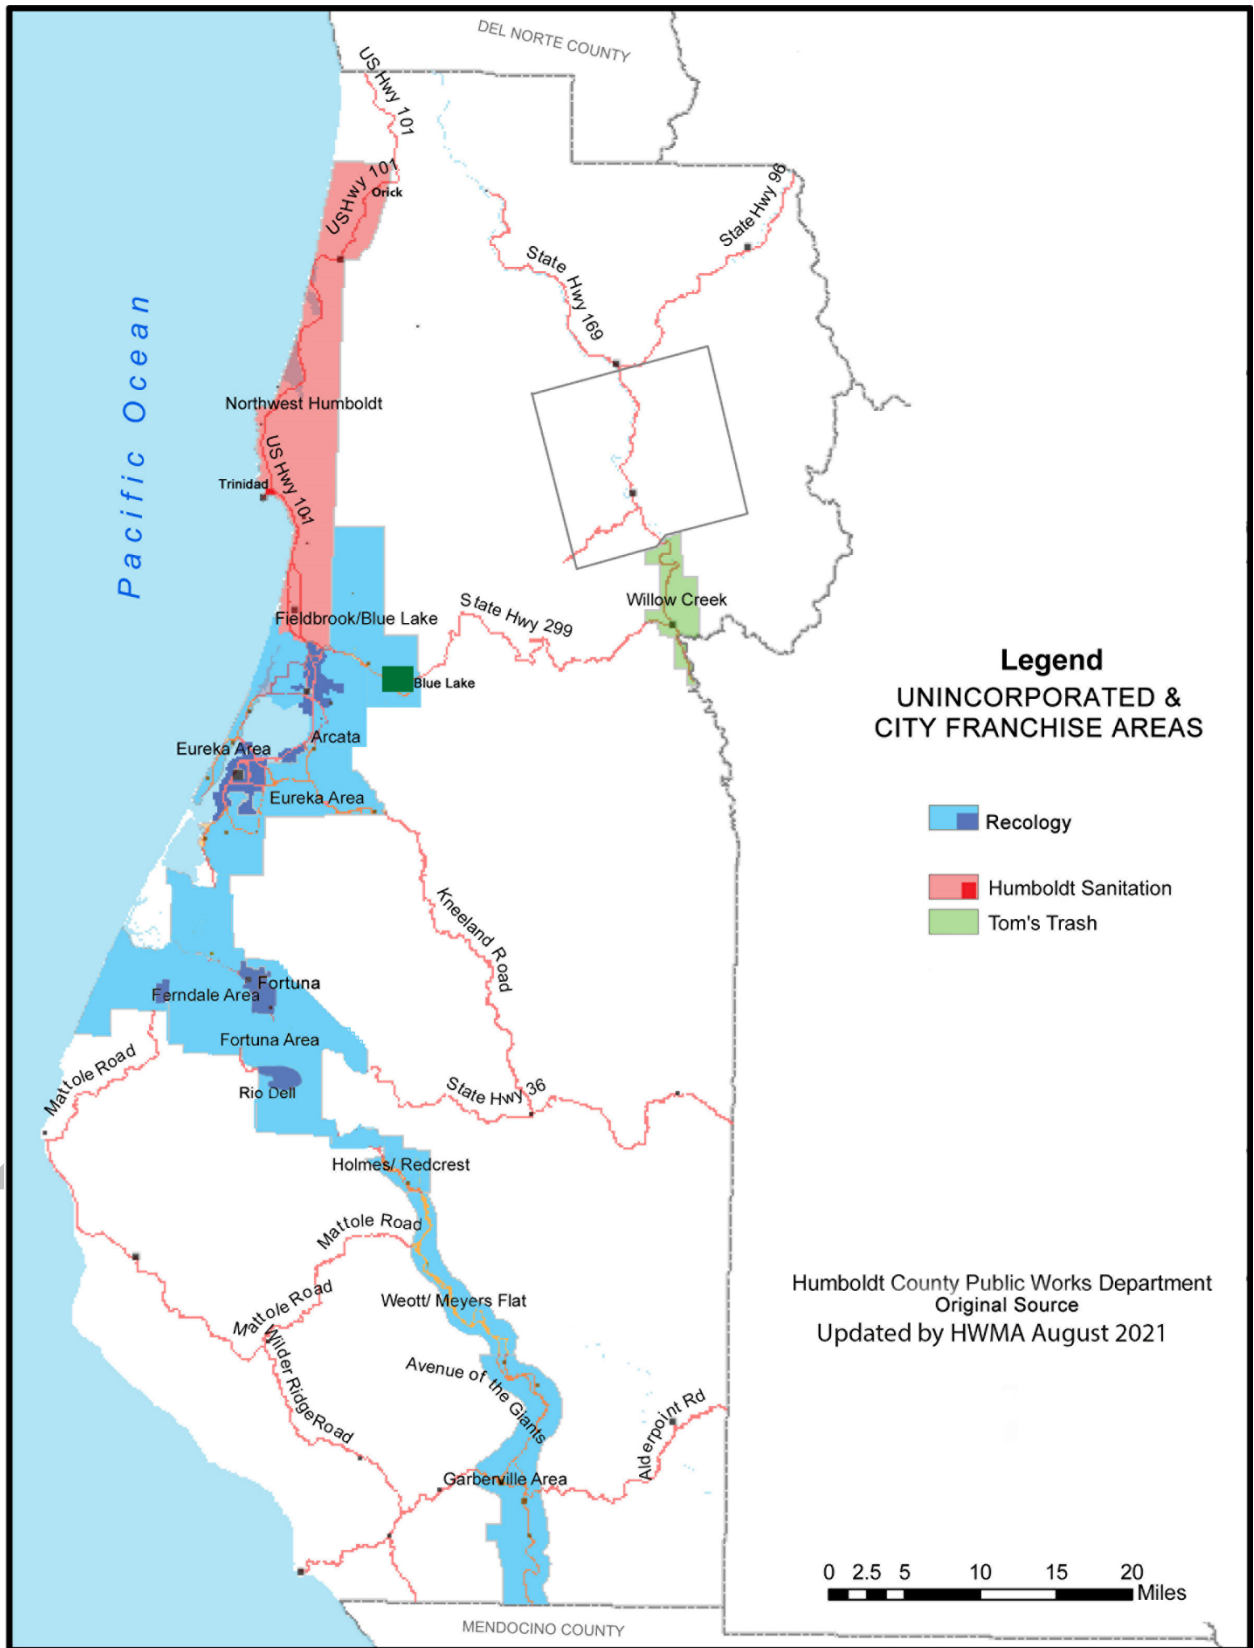 DEL NORTE COUNTY
US Hwy 101
USHwy 101
Orick
State Hwy 96
State Hwy 169
Pacific Ocean
Northwest Humboldt
US Hwy 101
Trinidad
Willow Creek
State Hwy 299
Fieldbrook/Blue Lake
Blue Lake
Arcata
Eureka Area
Eureka Area
Legend
UNINCORPORATED &
CITY FRANCHISE AREAS
Recology
Humboldt Sanitation
Tom's Trash
Kneeland Road
Fortuna
Ferndale Area
Fortuna Area
Mattole Road
Rio Dell
State Hwy 36
Holmes/ Redcrest
Mattole Road
Mattole Road
Weott/ Meyers Flat
Wilder RidgeRoad
Avenue of the Giants
Alderpoint Rd
Garberville Area
Humboldt County Public Works Department
Original Source
Updated by HWMA August 2021
0 2.5 5 10 15 20
Miles
MENDOCINO COUNTY